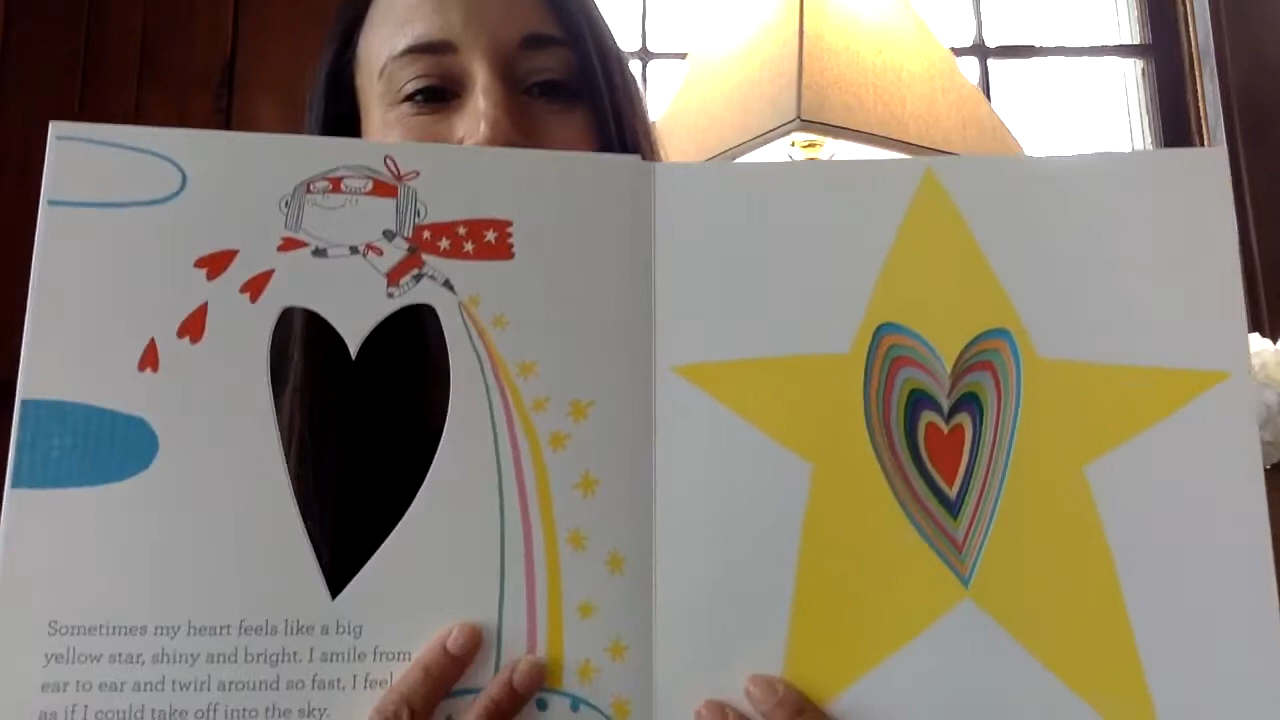 Sometimes my heart feels like a big
yellow star, shiny and bright. I smile from
ear to ear and twirl around so fast, I feel
as if I could take off into the sky.